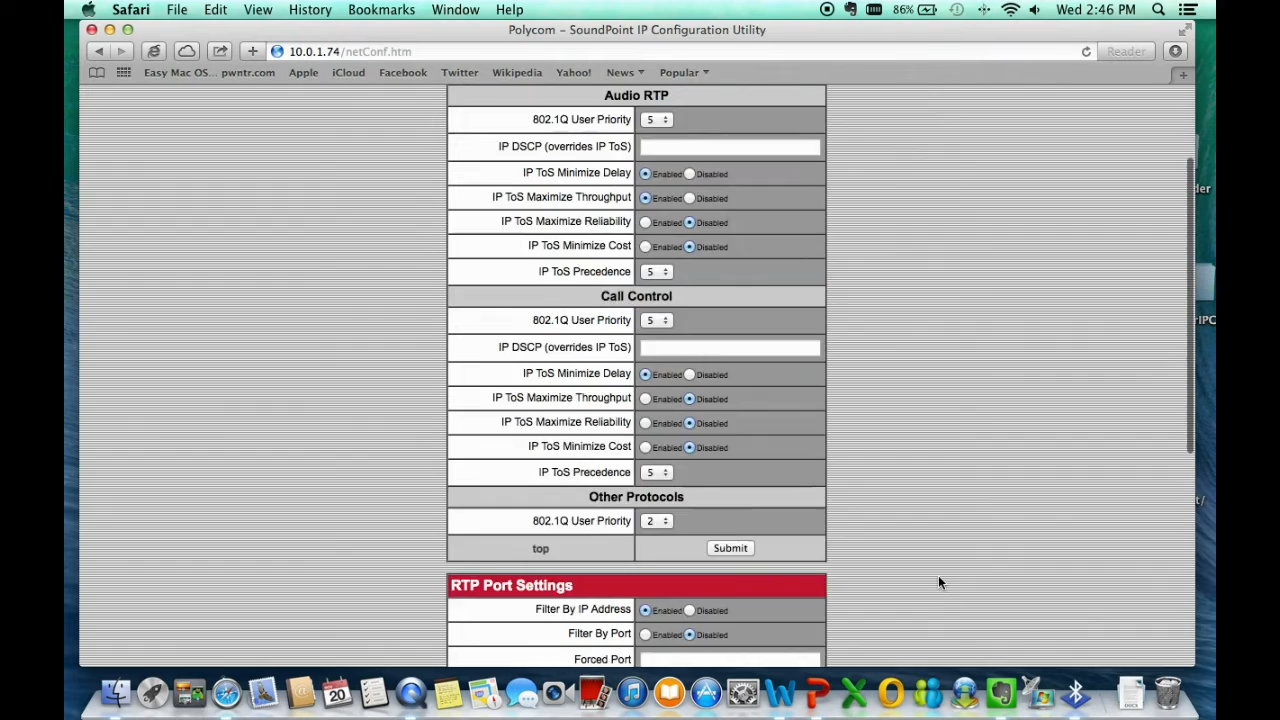 Safari File Edit View History Bookmarks Window Help 86% Wed 2:46 PM
Polycom – SoundPoint IP Configuration Utility
10.0.1.74/netConf.htm Reader
Easy Mac OS... pwntr.com Apple iCloud Facebook Twitter Wikipedia Yahoo! News Popular
Audio RTP
802.1Q User Priority 5
IP DSCP (overrides IP ToS)
IP ToS Minimize Delay Enabled Disabled
IP ToS Maximize Throughput Enabled Disabled
IP ToS Maximize Reliability Enabled Disabled
IP ToS Minimize Cost Enabled Disabled
IP ToS Precedence 5
Call Control
802.1Q User Priority 5
IP DSCP (overrides IP ToS)
IP ToS Minimize Delay Enabled Disabled
IP ToS Maximize Throughput Enabled Disabled
IP ToS Maximize Reliability Enabled Disabled
IP ToS Minimize Cost Enabled Disabled
IP ToS Precedence 5
Other Protocols
802.1Q User Priority 2
top Submit
RTP Port Settings
Filter By IP Address Enabled Disabled
Filter By Port Enabled Disabled
Forced Port
20